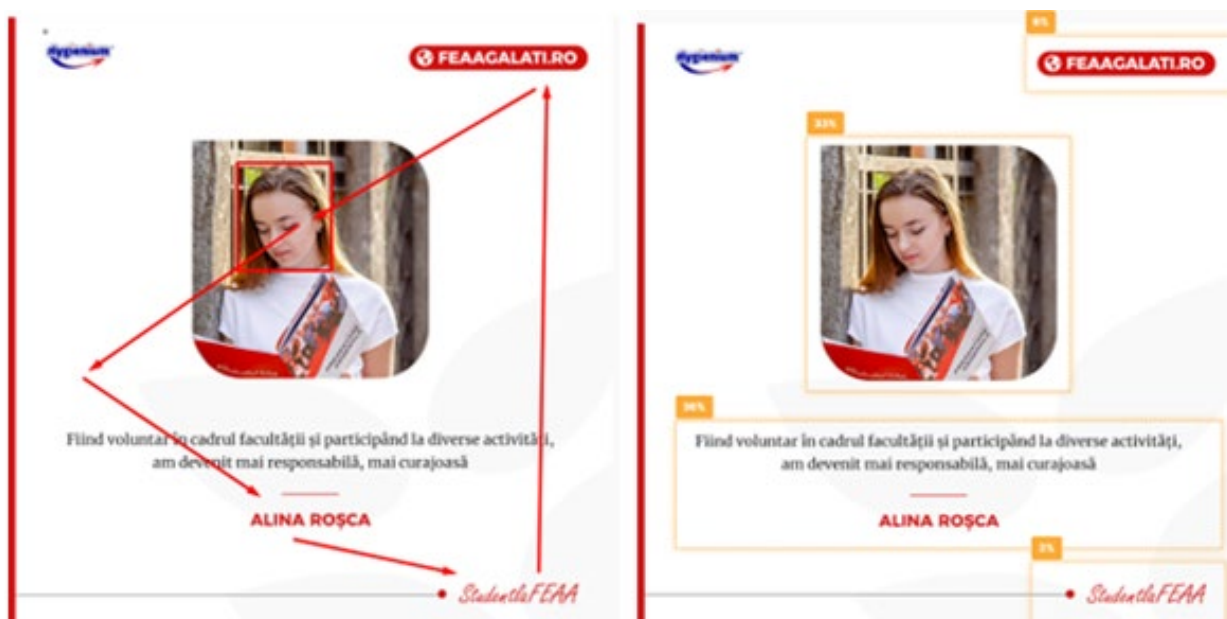 Hygienium
FEAAGALATI.RO
Fiind voluntar în cadrul facultății și participând la diverse activități,
am devenit mai responsabilă, mai curajoasă
ALINA ROȘCA
StudentlaFEAA
Hygienium
9%
FEAAGALATI.RO
33%
36%
Fiind voluntar în cadrul facultății și participând la diverse activități,
am devenit mai responsabilă, mai curajoasă
ALINA ROȘCA
StudentlaFEAA